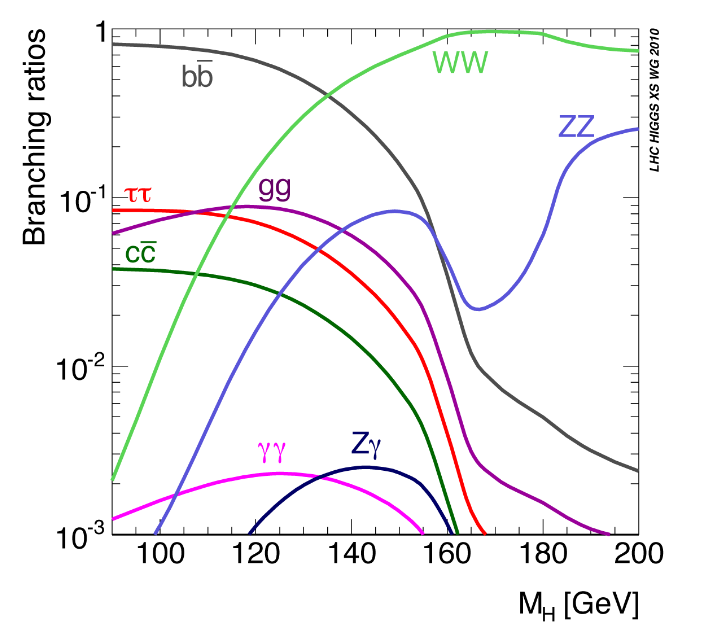 Branching ratios
1
10⁻¹
10⁻²
10⁻³
bb̅
WW
ZZ
ττ
gg
cc̅
γγ
Zγ
100 120 140 160 180 200
M_H [GeV]
LHC HIGGS XS WG 2010